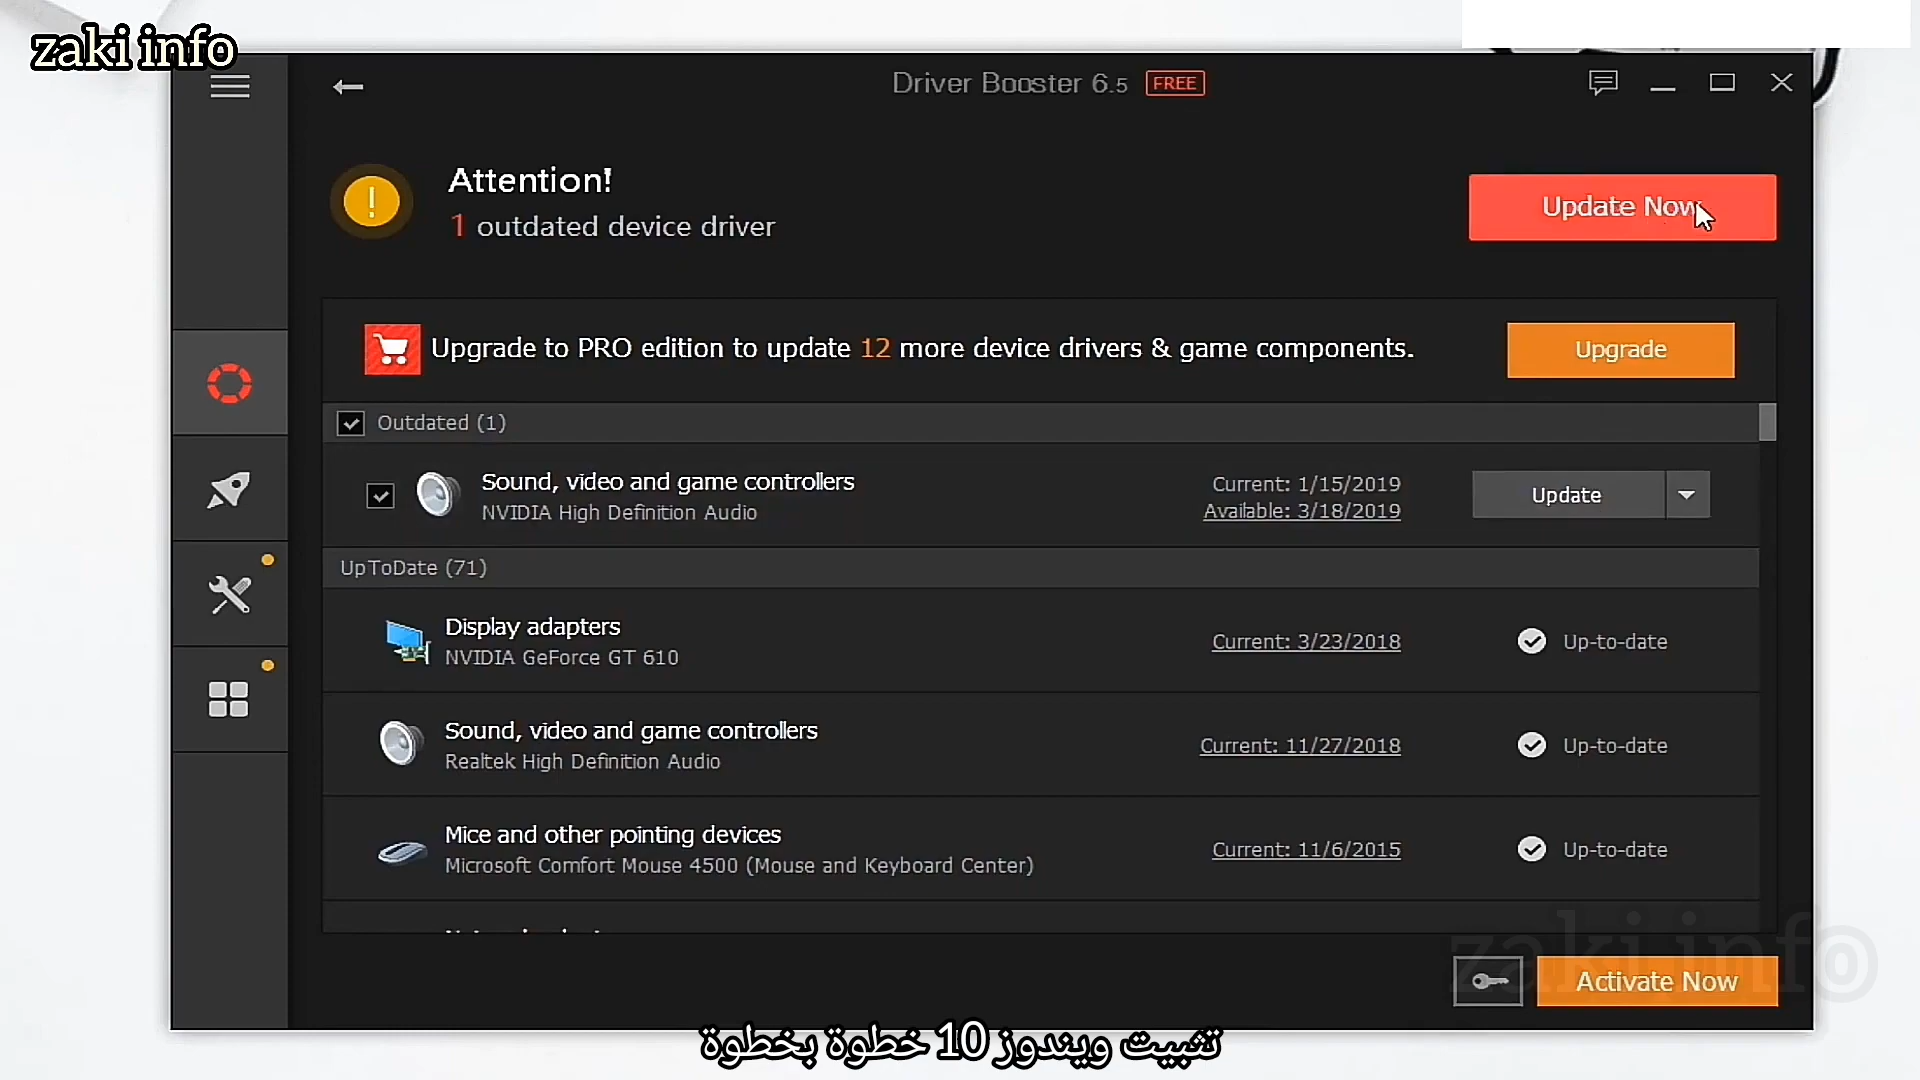 zaki info
Driver Booster 6.5 FREE
Attention!
1 outdated device driver
Update Now
Upgrade to PRO edition to update 12 more device drivers & game components.
Upgrade
Outdated (1)
Sound, video and game controllers
NVIDIA High Definition Audio
Current: 1/15/2019
Available: 3/18/2019
Update
UpToDate (71)
Display adapters
NVIDIA GeForce GT 610
Current: 3/23/2018
Up-to-date
Sound, video and game controllers
Realtek High Definition Audio
Current: 11/27/2018
Up-to-date
Mice and other pointing devices
Microsoft Comfort Mouse 4500 (Mouse and Keyboard Center)
Current: 11/6/2015
Up-to-date
zaki info
Activate Now
تثبيت ويندوز 10 خطوة بخطوة